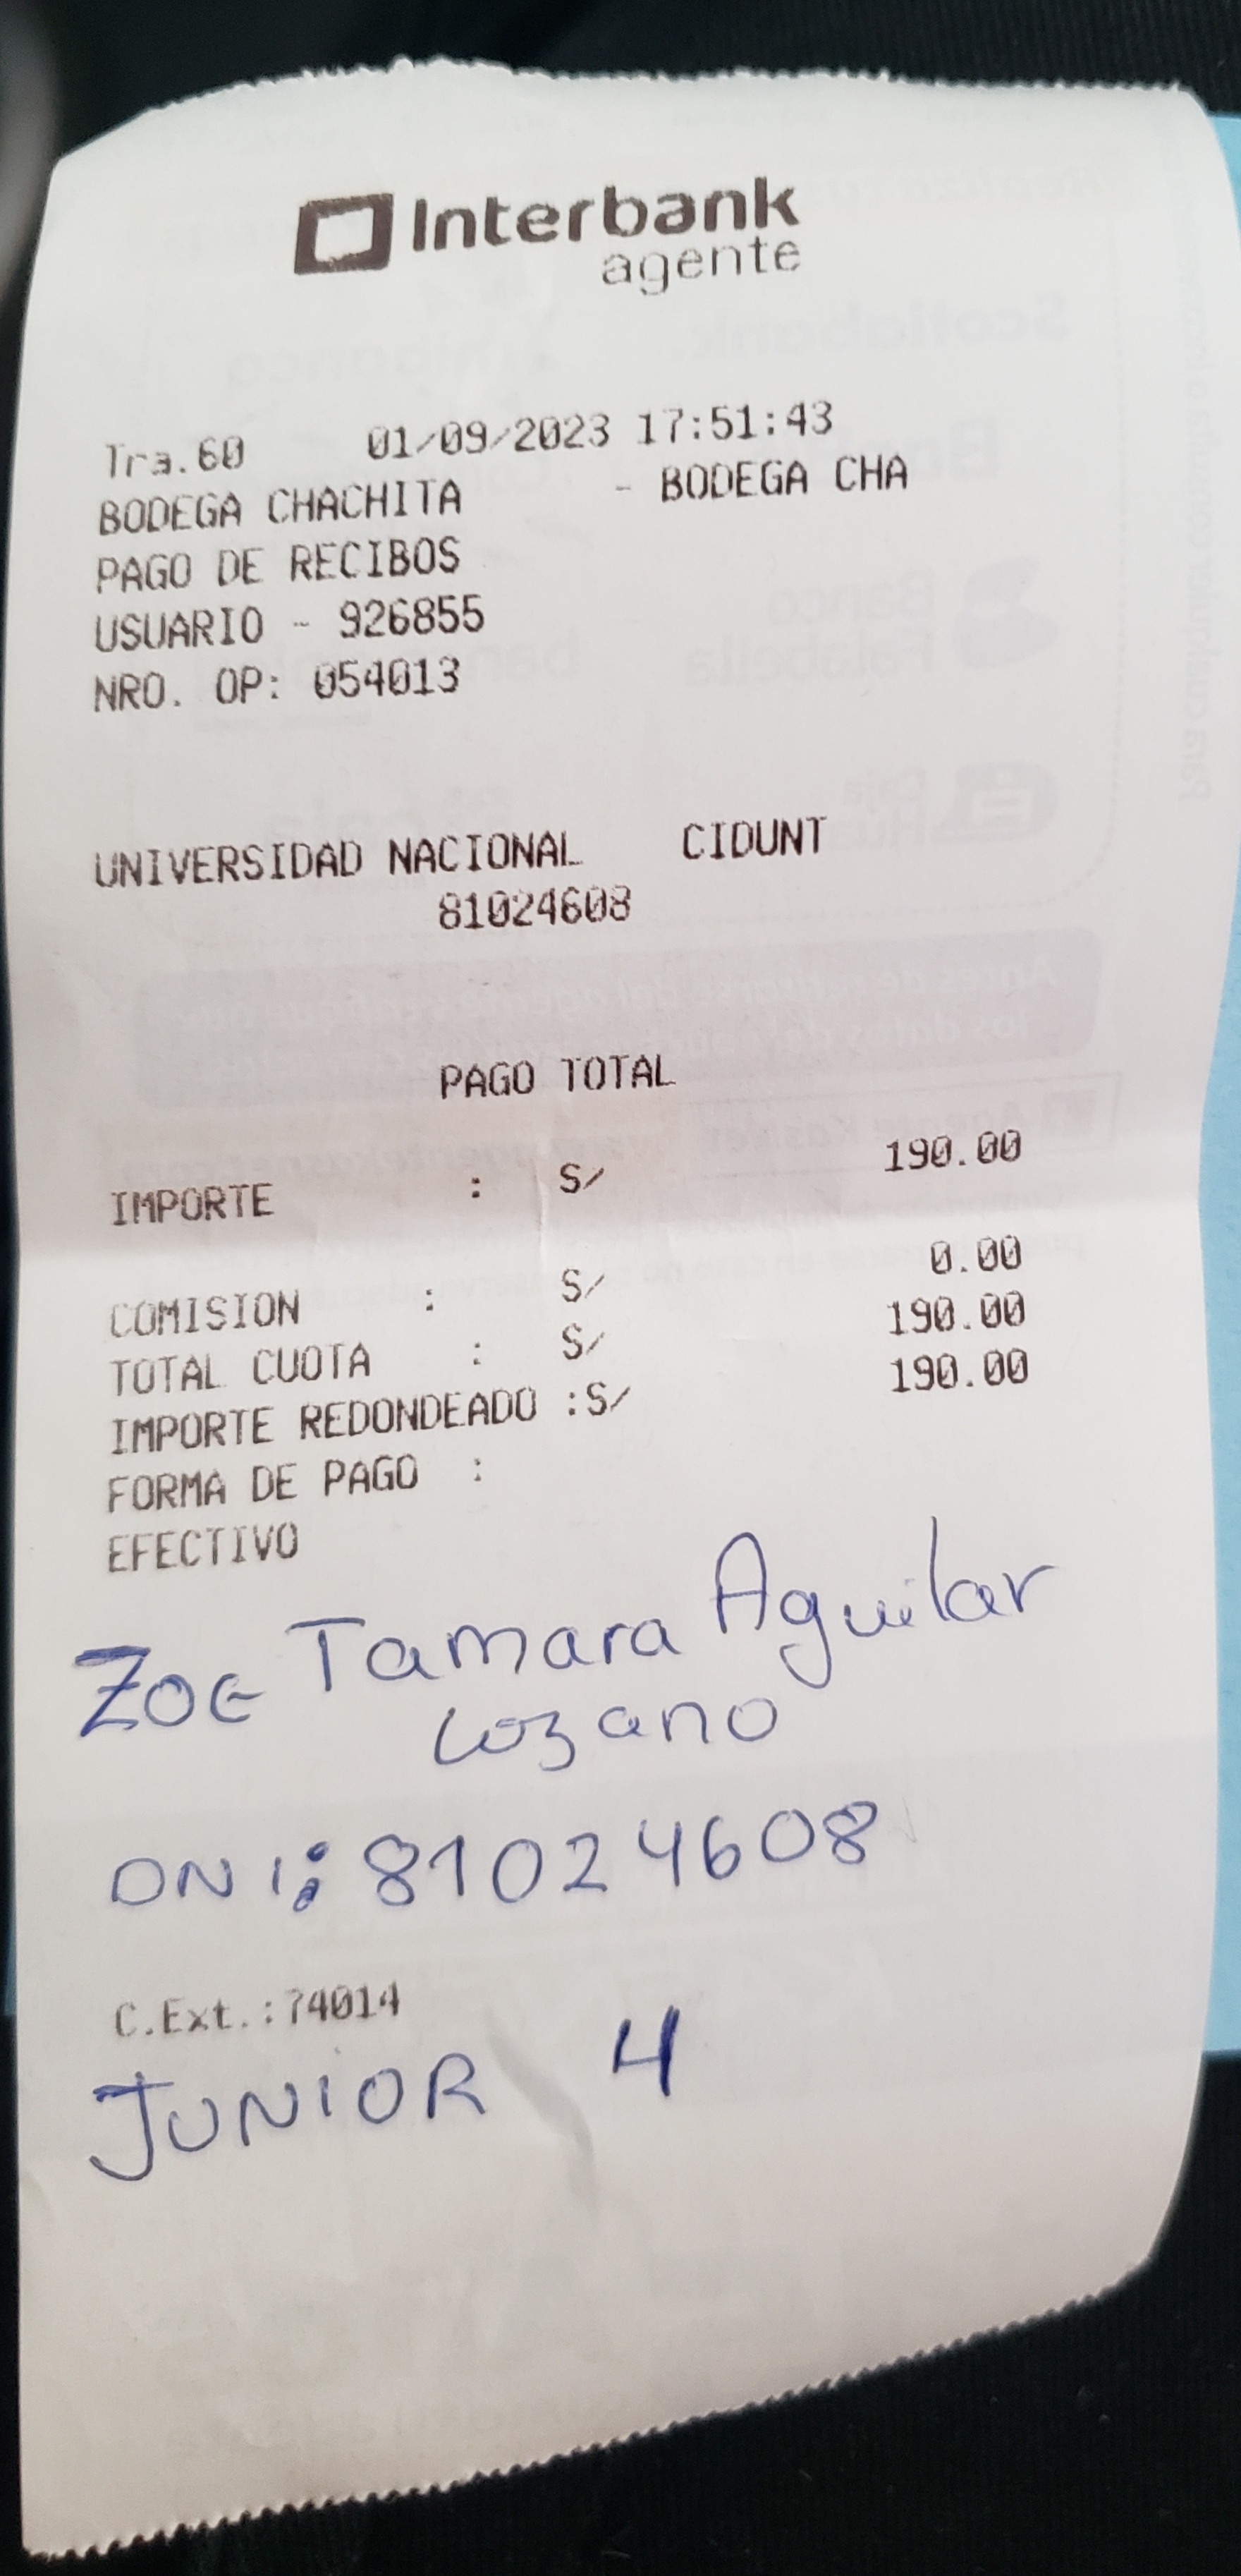 Interbank
agente
Tra.60 01/09/2023 17:51:43
BODEGA CHACHITA - BODEGA CHA
PAGO DE RECIBOS
USUARIO - 926855
NRO. OP: 054013
UNIVERSIDAD NACIONAL CIDUNT
81024608
PAGO TOTAL
IMPORTE : S/ 190.00
COMISION : S/ 0.00
TOTAL CUOTA : S/ 190.00
IMPORTE REDONDEADO :S/ 190.00
FORMA DE PAGO :
EFECTIVO
ZOE Tamara Aguilar
Lozano
DNI: 81024608
C.Ext.:74014
JUNIOR 4